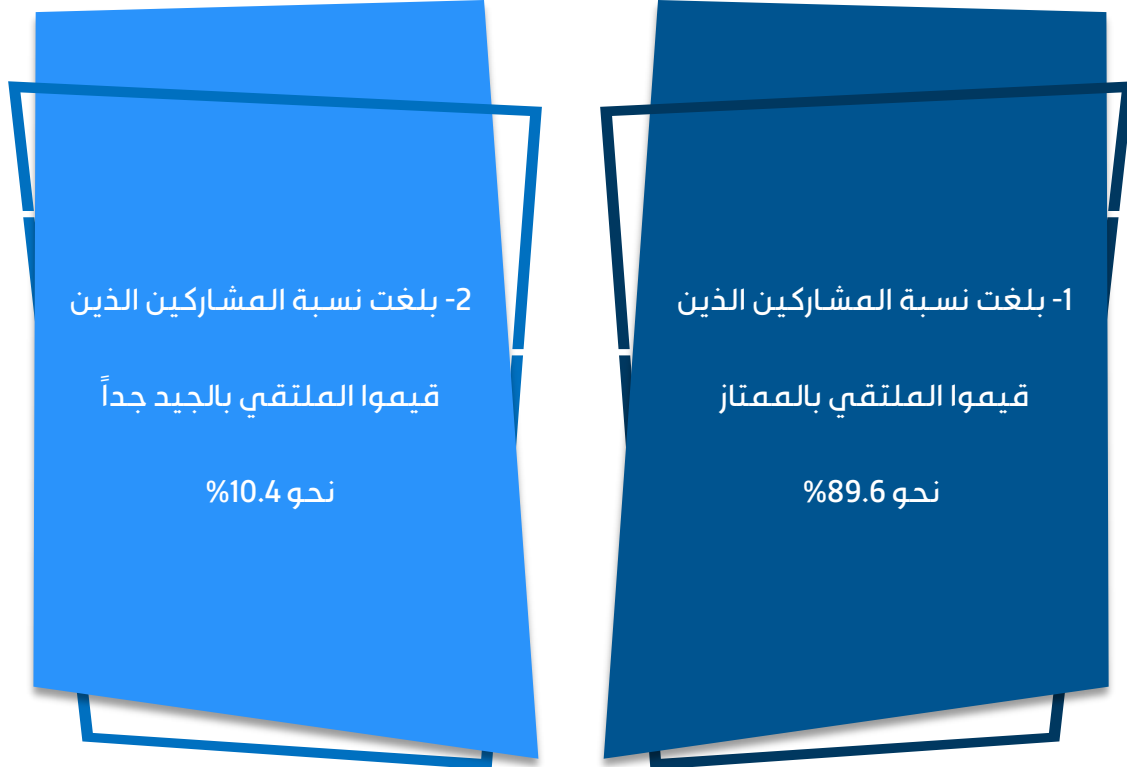 1- بلغت نسبة المشاركين الذين
قيموا الملتقي بالممتاز
نحو 89.6%
2- بلغت نسبة المشاركين الذين
قيموا الملتقي بالجيد جداً
نحو 10.4%